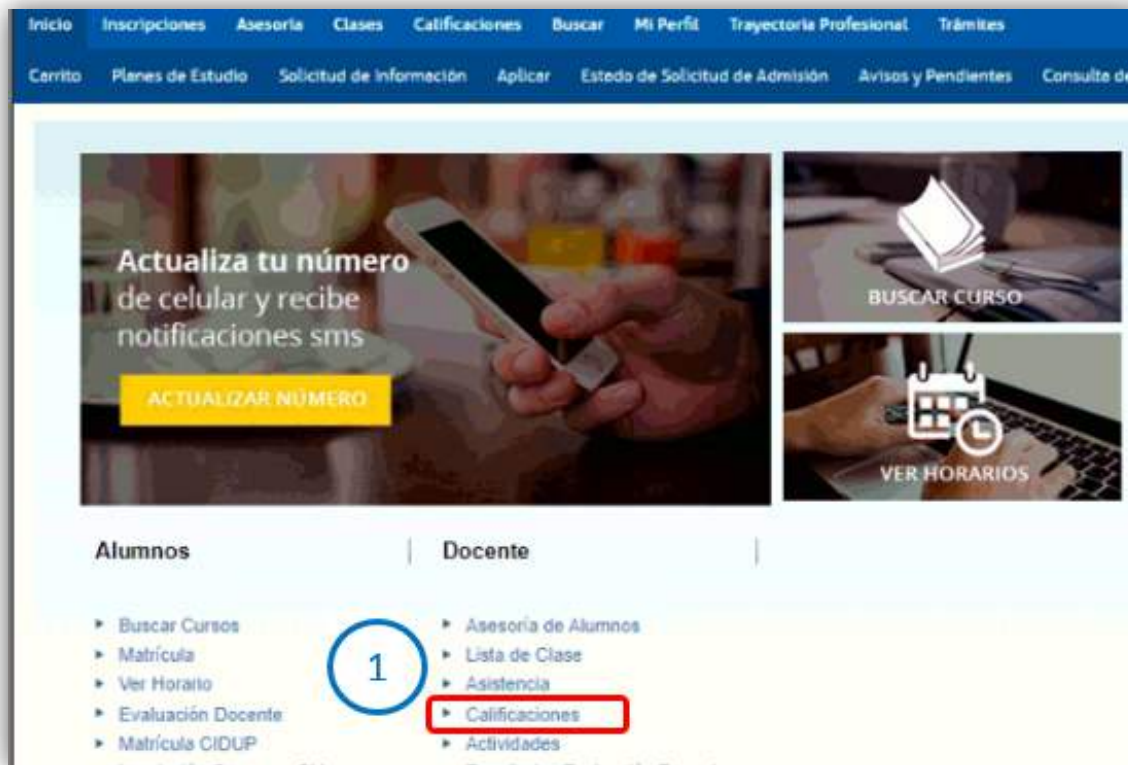 Inicio Inscripciones Asesoría Clases Calificaciones Buscar Mi Perfil Trayectoria Profesional Trámites
Carrito Planes de Estudio Solicitud de Información Aplicar Estado de Solicitud de Admisión Avisos y Pendientes Consulta de
Actualiza tu número
de celular y recibe
notificaciones sms
ACTUALIZAR NÚMERO
BUSCAR CURSO
VER HORARIOS
Alumnos
Buscar Cursos
Matrícula
Ver Horario
Evaluación Docente
Matrícula CIDUP
Docente
Asesoría de Alumnos
Lista de Clase
Asistencia
1
Calificaciones
Actividades